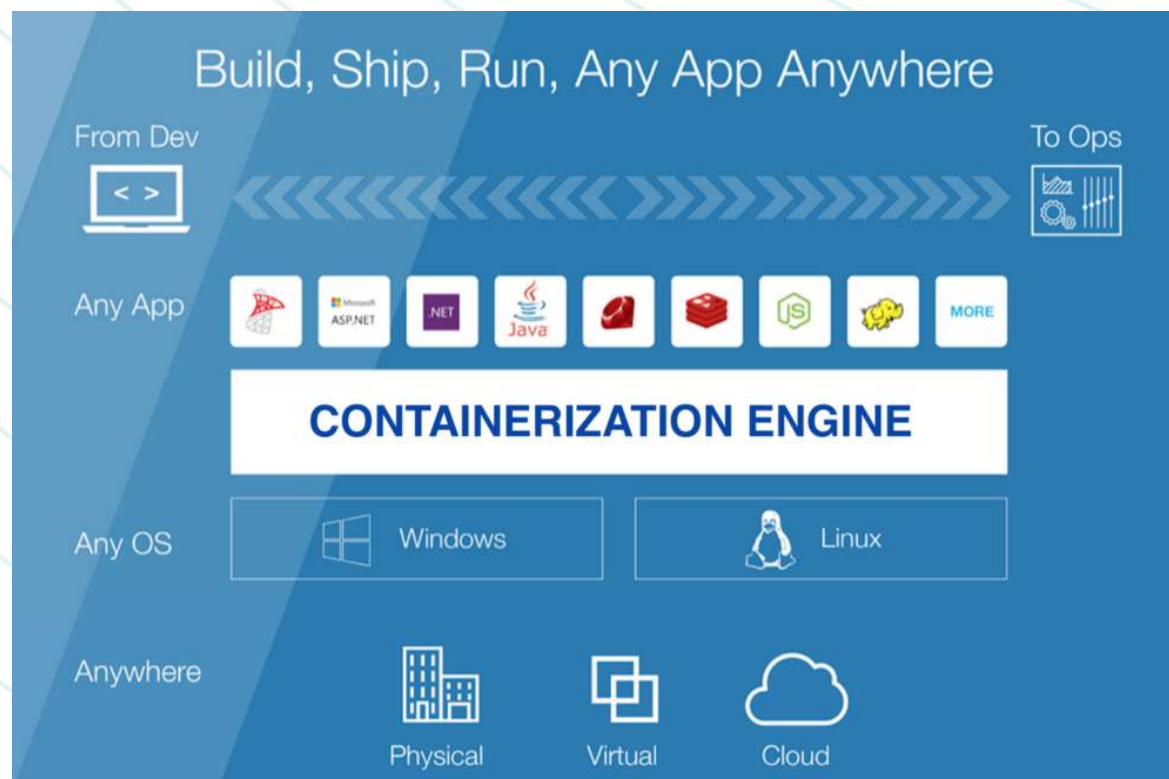 Build, Ship, Run, Any App Anywhere
From Dev
To Ops
< >
Any App
Microsoft
ASP.NET
.NET
Java
JS
MORE
CONTAINERIZATION ENGINE
Any OS
Windows
Linux
Anywhere
Physical
Virtual
Cloud